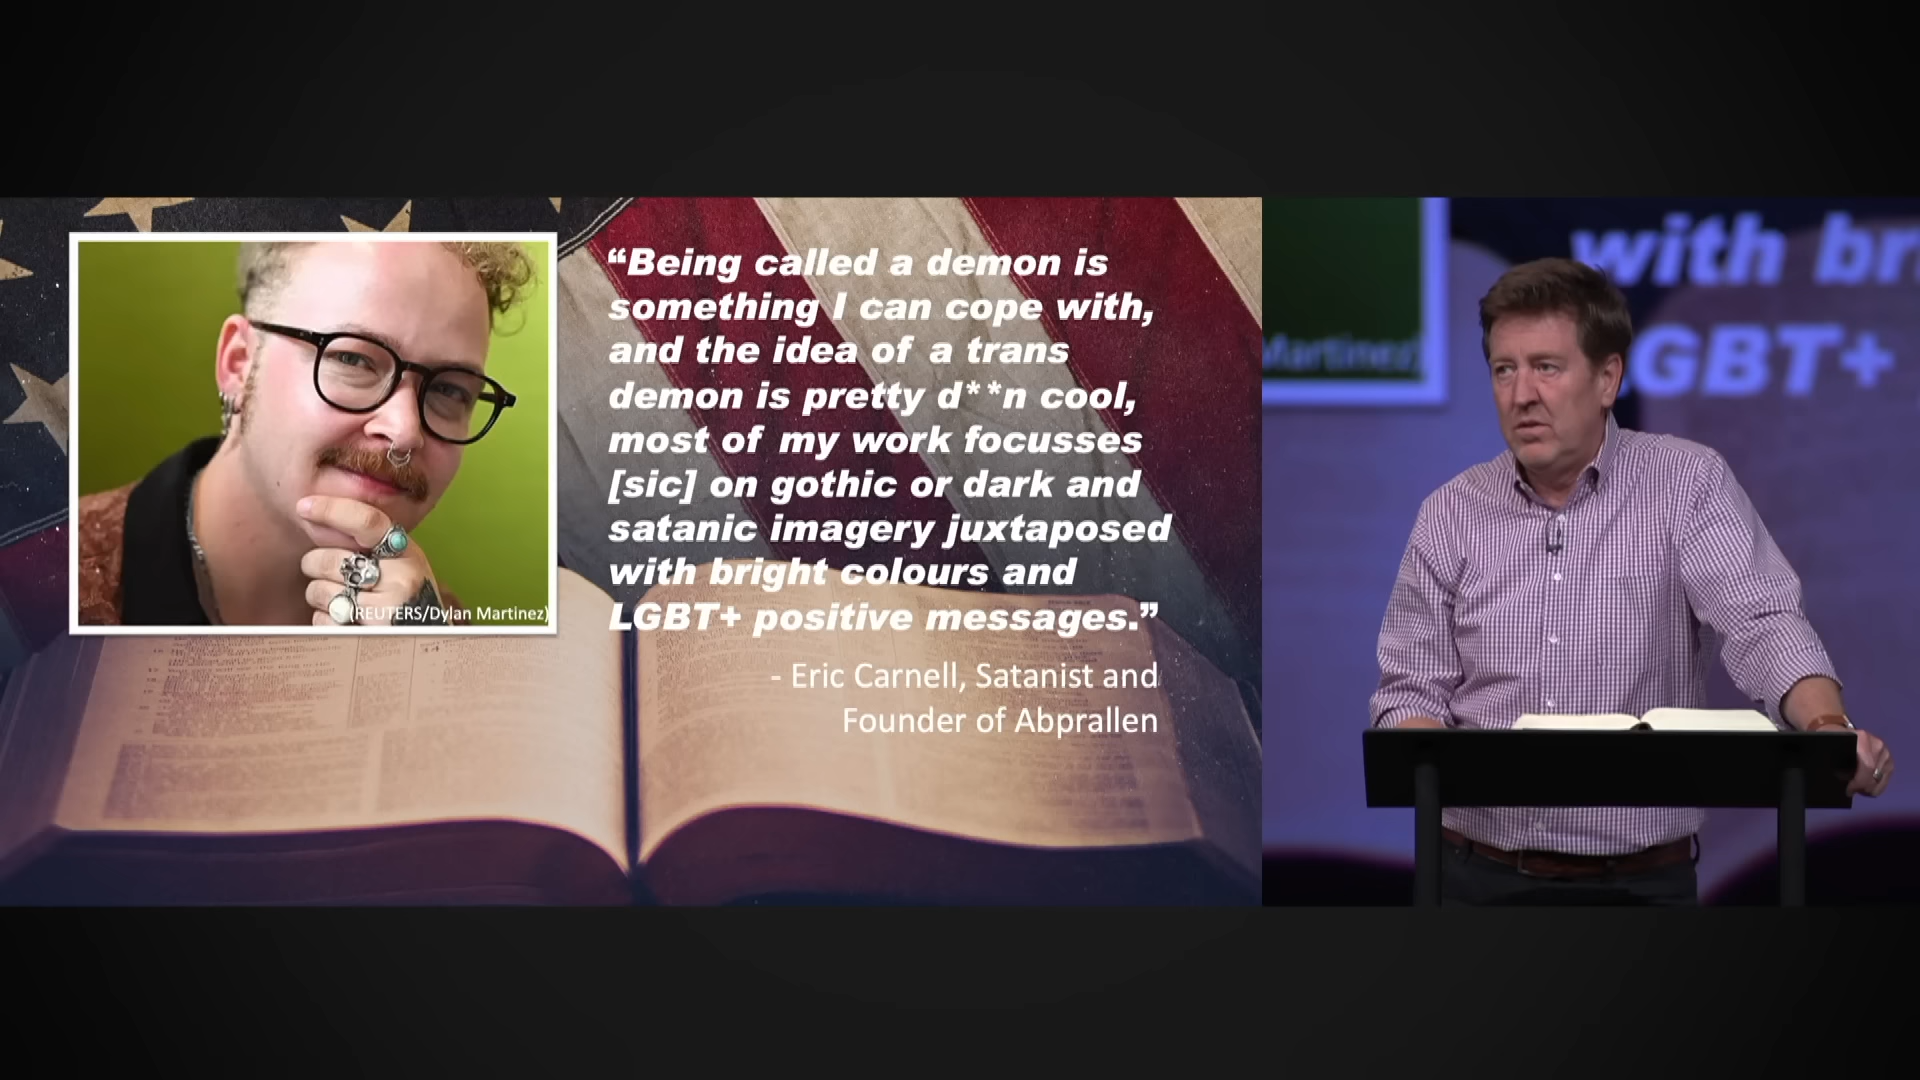 “Being called a demon is
something I can cope with,
and the idea of a trans
demon is pretty d**n cool,
most of my work focusses
[sic] on gothic or dark and
satanic imagery juxtaposed
with bright colours and
LGBT+ positive messages.”
- Eric Carnell, Satanist and
Founder of Abprallen
(REUTERS/Dylan Martinez)
with br
GBT+
Martinez)